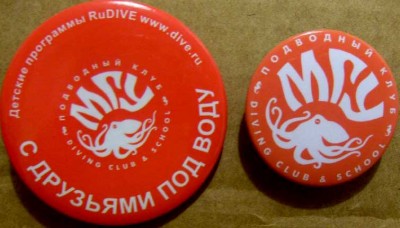 Детские программы RuDIVE www.dive.ru
ПОДВОДНЫЙ КЛУБ
МГУ
DIVING CLUB & SCHOOL
С ДРУЗЬЯМИ ПОД ВОДУ
ПОДВОДНЫЙ КЛУБ
МГУ
DIVING CLUB & SCHOOL